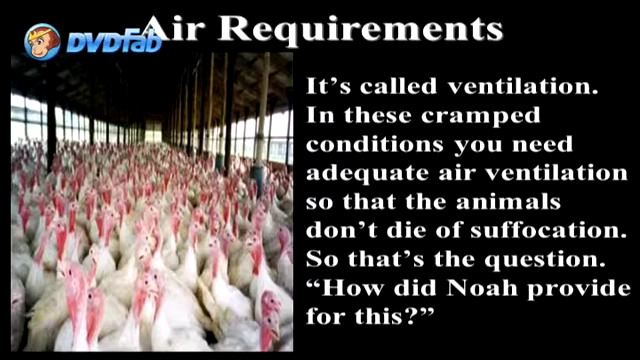 Air Requirements
DVDFab
It's called ventilation.
In these cramped
conditions you need
adequate air ventilation
so that the animals
don't die of suffocation.
So that's the question.
“How did Noah provide
for this?”